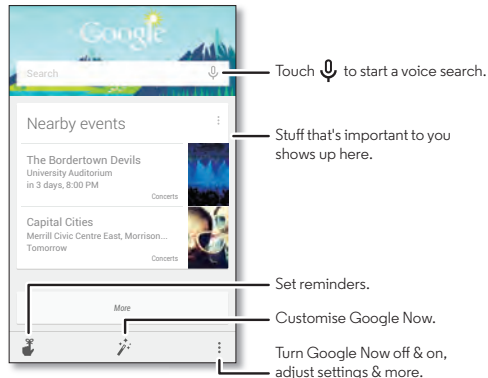 Google
Search
Touch to start a voice search.
Nearby events
Stuff that's important to you
shows up here.
The Bordertown Devils
University Auditorium
in 3 days, 8:00 PM
Concerts
Capital Cities
Merrill Civic Centre East, Morrison...
Tomorrow
Concerts
More
Set reminders.
Customise Google Now.
Turn Google Now off & on,
adjust settings & more.